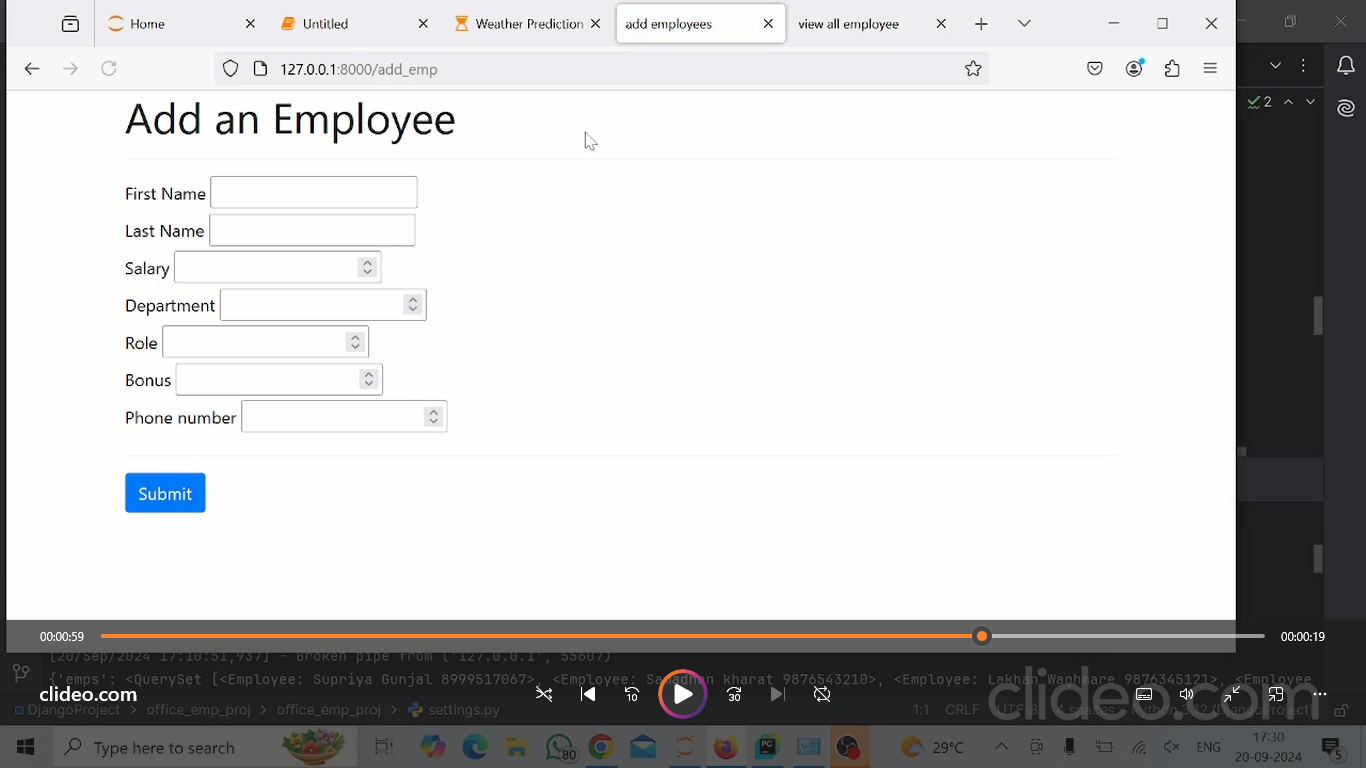 Home
Untitled
Weather Prediction
add employees
view all employee
127.0.0.1:8000/add_emp
2
Add an Employee
First Name
Last Name
Salary
Department
Role
Bonus
Phone number
Submit
00:00:59
00:00:19
[20/Sep/2024 17:10:51,937] - Broken pipe from ('127.0.0.1', 55607)
{'emps': <QuerySet [<Employee: Supriya Gunjal 8999517067>, <Employee: Samadhan kharat 9876543210>, <Employee: Lakhan Waghmare 9876345121>, <Employee
clideo.com
10
30
clideo.com
DjangoProject > office_emp_proj > office_emp_proj > settings.py
1:1 CRLF UTF-8 4 spaces Python 3.12 (DjangoProject)
Type here to search
80
PC
29°C
ENG
17:30
20-09-2024
5